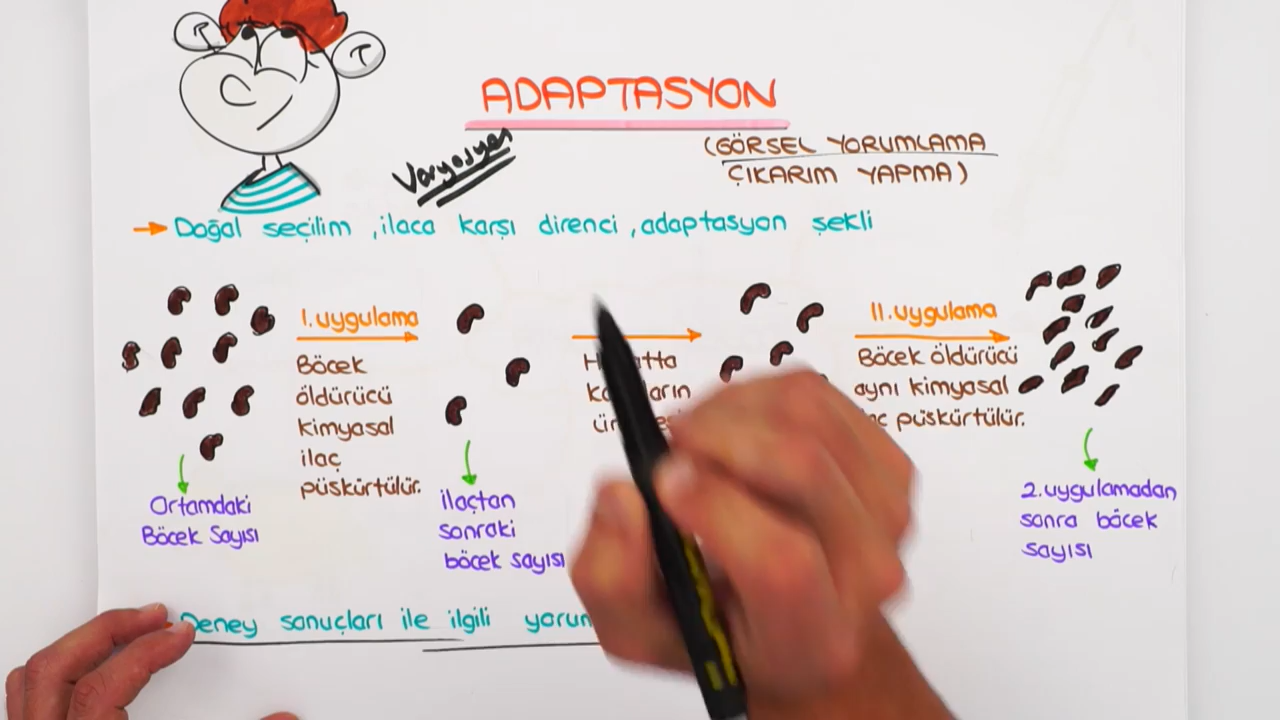 T
T
ADAPTASYON
Varyasyon
(GÖRSEL YORUMLAMA
ÇIKARIM YAPMA)
→ Doğal seçilim, ilaca karşı direnci, adaptasyon şekli
I. uygulama
Böcek
öldürücü
kimyasal
ilaç
püskürtülür.
II. uygulama
Böcek öldürücü
aynı kimyasal
püskürtülür.
Ortamdaki
Böcek Sayısı
İlaçtan
sonraki
böcek sayısı
2. uygulamadan
sonra böcek
sayısı
Deney sonuçları ile ilgili